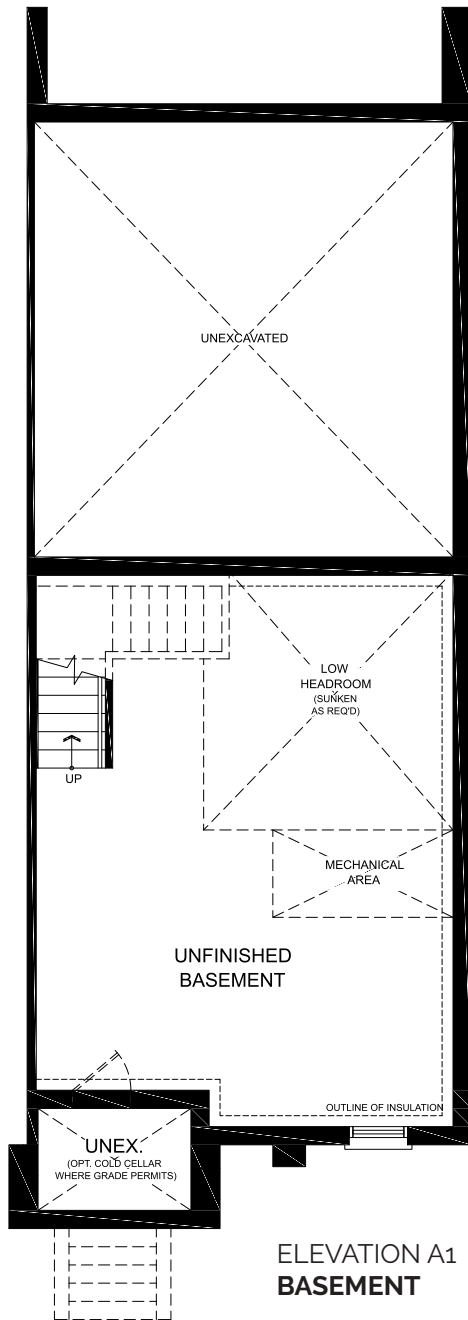 UNEXCAVATED
LOW
HEADROOM
(SUNKEN
AS REQ'D)
UP
MECHANICAL
AREA
UNFINISHED
BASEMENT
OUTLINE OF INSULATION
UNEX.
(OPT. COLD CELLAR
WHERE GRADE PERMITS)
ELEVATION A1
BASEMENT